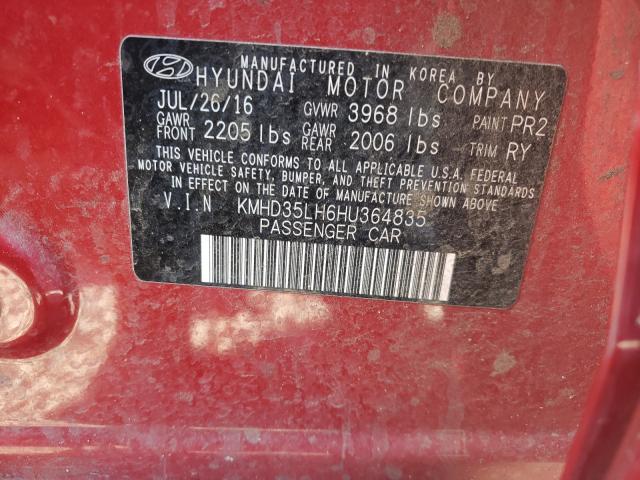 MANUFACTURED IN KOREA BY
HYUNDAI MOTOR COMPANY
JUL/26/16 GVWR 3968 lbs PAINT PR2
GAWR FRONT 2205 lbs GAWR REAR 2006 lbs TRIM RY
THIS VEHICLE CONFORMS TO ALL APPLICABLE U.S.A. FEDERAL
MOTOR VEHICLE SAFETY, BUMPER, AND THEFT PREVENTION
STANDARDS IN EFFECT ON THE DATE OF MANUFACTURE SHOWN ABOVE.
V.I.N KMHD35LH6HU364835
PASSENGER CAR